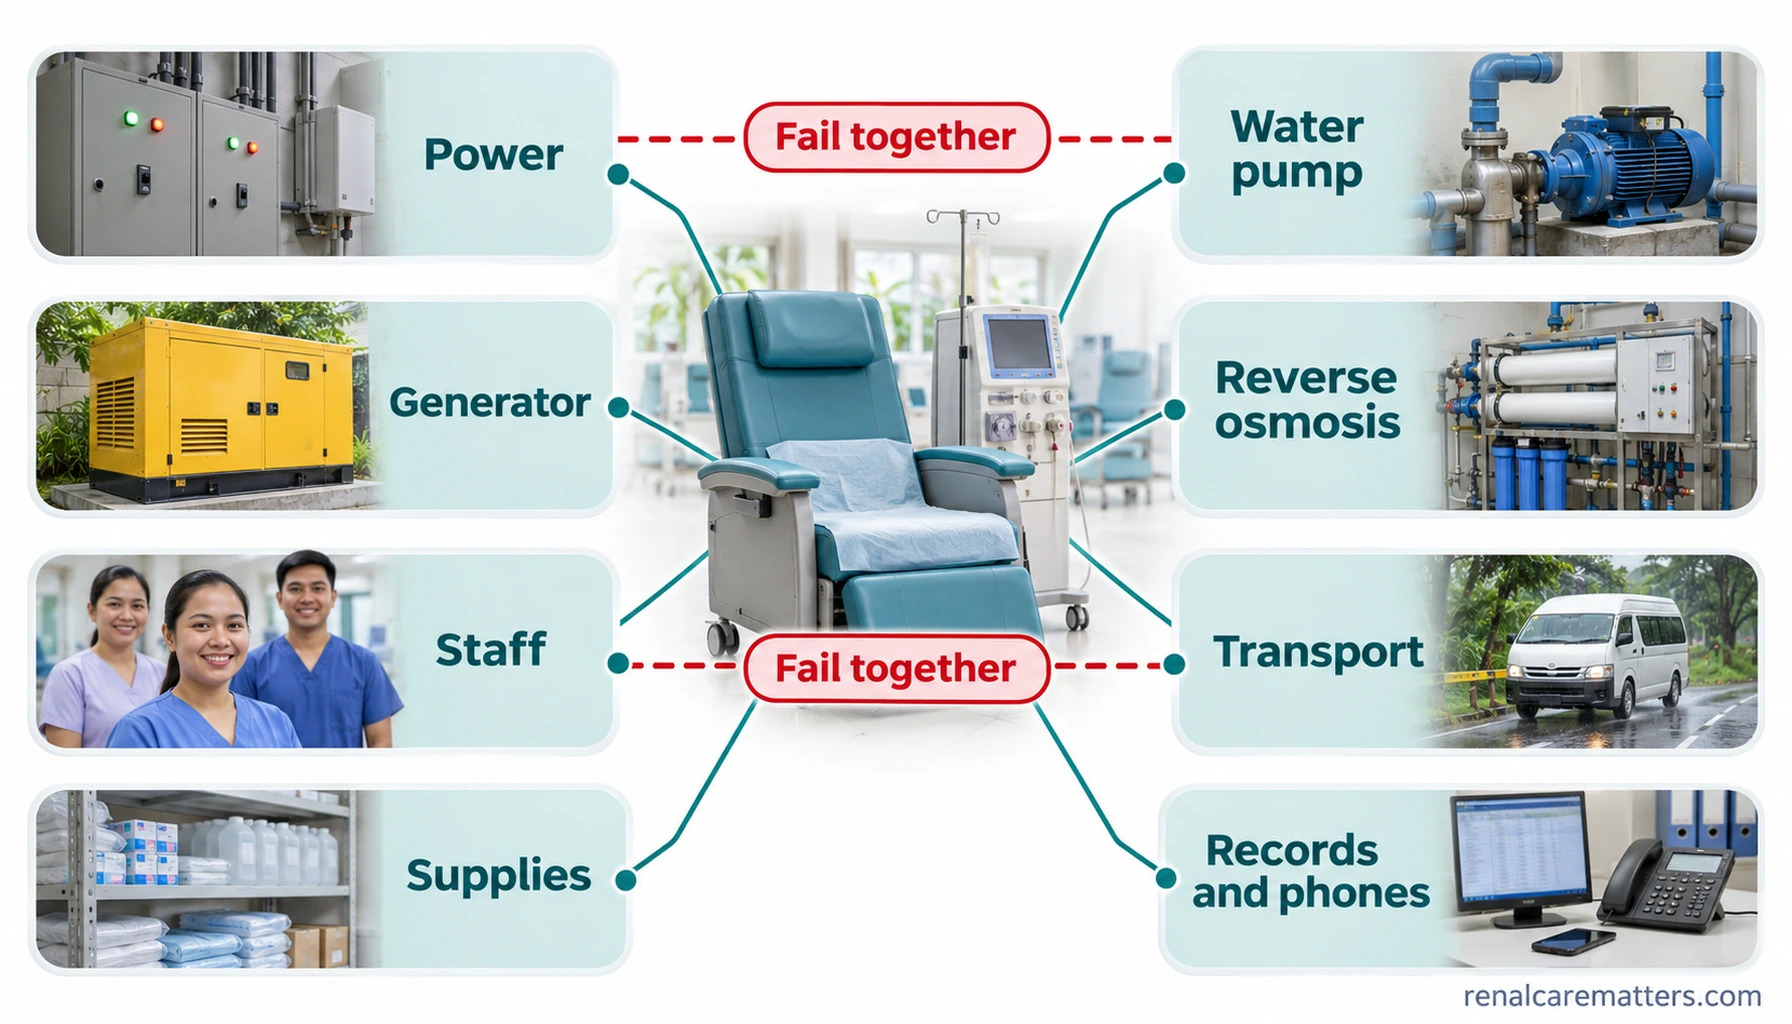 Power
Fail together
Water
pump
Generator
Reverse
osmosis
Staff
Fail together
Transport
Supplies
Records
and phones
renalcarematters.com